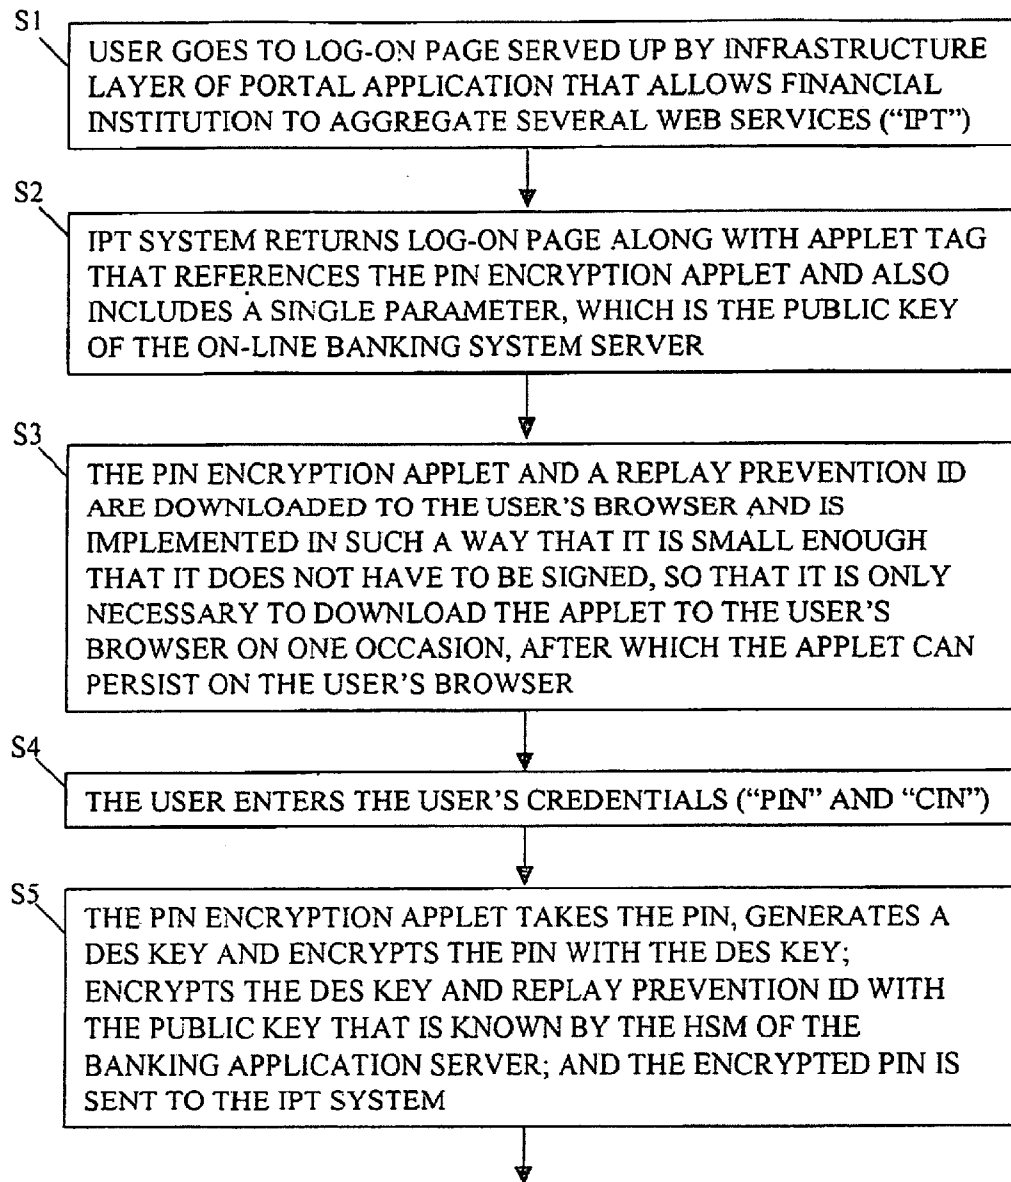 S1
USER GOES TO LOG-ON PAGE SERVED UP BY INFRASTRUCTURE
LAYER OF PORTAL APPLICATION THAT ALLOWS FINANCIAL
INSTITUTION TO AGGREGATE SEVERAL WEB SERVICES (“IPT”)
S2
IPT SYSTEM RETURNS LOG-ON PAGE ALONG WITH APPLET TAG
THAT REFERENCES THE PIN ENCRYPTION APPLET AND ALSO
INCLUDES A SINGLE PARAMETER, WHICH IS THE PUBLIC KEY
OF THE ON-LINE BANKING SYSTEM SERVER
S3
THE PIN ENCRYPTION APPLET AND A REPLAY PREVENTION ID
ARE DOWNLOADED TO THE USER’S BROWSER AND IS
IMPLEMENTED IN SUCH A WAY THAT IT IS SMALL ENOUGH
THAT IT DOES NOT HAVE TO BE SIGNED, SO THAT IT IS ONLY
NECESSARY TO DOWNLOAD THE APPLET TO THE USER’S
BROWSER ON ONE OCCASION, AFTER WHICH THE APPLET CAN
PERSIST ON THE USER’S BROWSER
S4
THE USER ENTERS THE USER’S CREDENTIALS (“PIN” AND “CIN”)
S5
THE PIN ENCRYPTION APPLET TAKES THE PIN, GENERATES A
DES KEY AND ENCRYPTS THE PIN WITH THE DES KEY;
ENCRYPTS THE DES KEY AND REPLAY PREVENTION ID WITH
THE PUBLIC KEY THAT IS KNOWN BY THE HSM OF THE
BANKING APPLICATION SERVER; AND THE ENCRYPTED PIN IS
SENT TO THE IPT SYSTEM